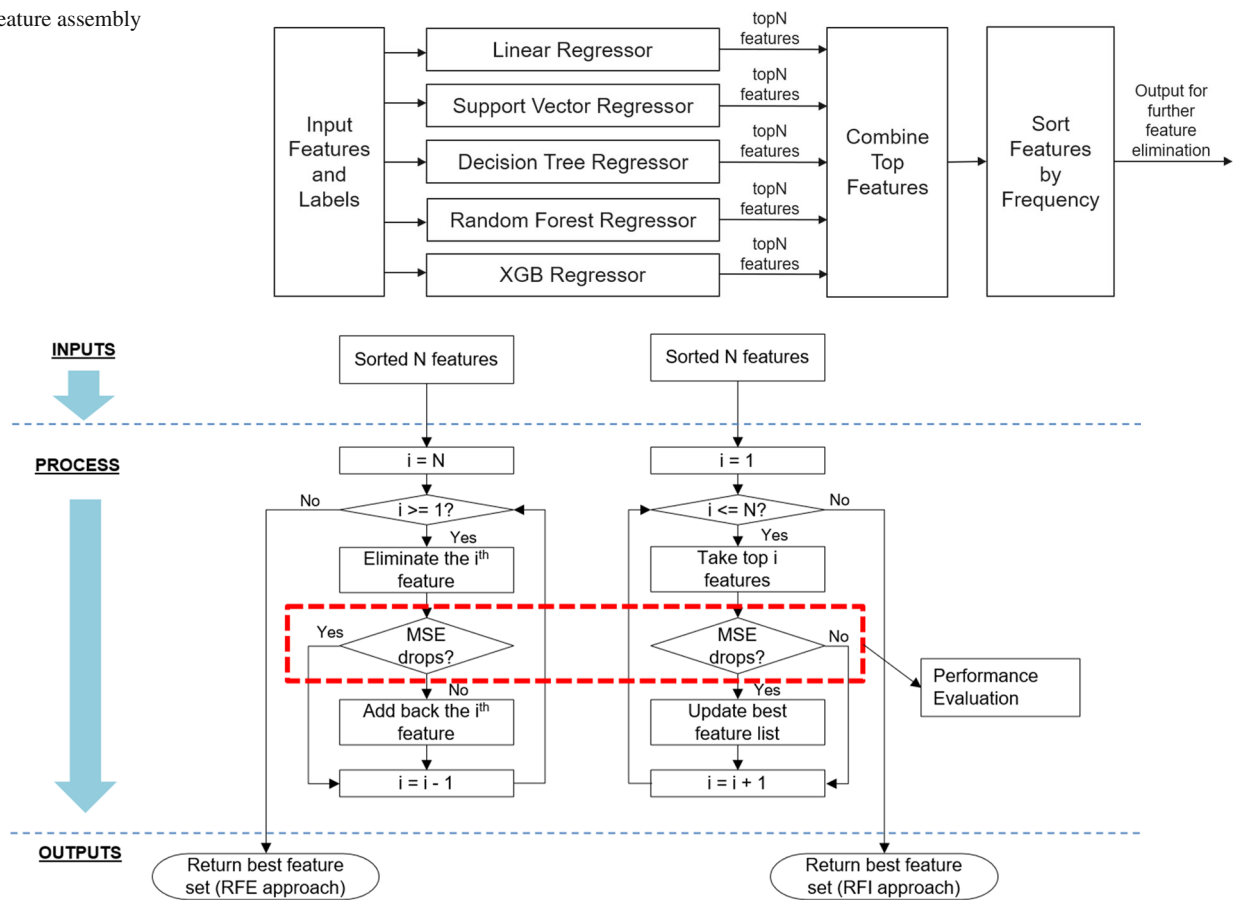 eature assembly
Input
Features
and
Labels
Linear Regressor
Support Vector Regressor
Decision Tree Regressor
Random Forest Regressor
XGB Regressor
topN
features
topN
features
topN
features
topN
features
topN
features
Combine
Top
Features
Sort
Features
by
Frequency
Output for
further
feature
elimination
INPUTS
Sorted N features
Sorted N features
PROCESS
i = N
i >= 1?
No
Yes
Eliminate the ith
feature
MSE
drops?
Yes
No
Add back the ith
feature
i = i - 1
i = 1
i <= N?
No
Yes
Take top i
features
MSE
drops?
No
Yes
Update best
feature list
i = i + 1
Performance
Evaluation
OUTPUTS
Return best feature
set (RFE approach)
Return best feature
set (RFI approach)